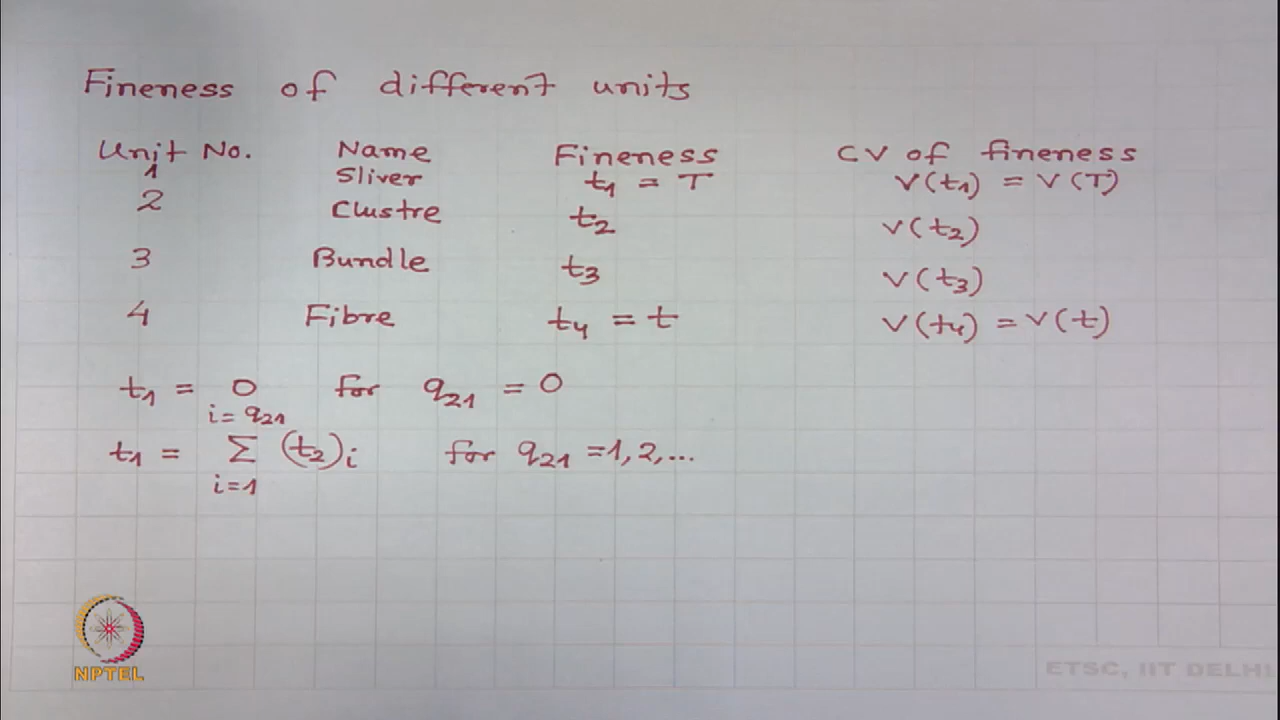 Fineness of different units
Unit No. Name Fineness CV of fineness
1 Sliver t₁ = T V(t₁) = V(T)
2 Clustre t₂ V(t₂)
3 Bundle t₃ V(t₃)
4 Fibre t₄ = t V(t₄) = V(t)
t₁ = 0 for q₂₁ = 0
i = q₂₁
t₁ = Σ (t₂)ᵢ for q₂₁ = 1, 2, ...
i=1
NPTEL
ETSC, IIT DELHI